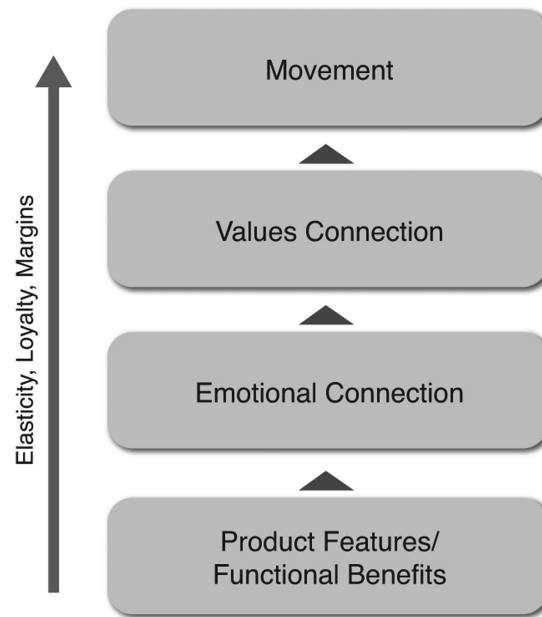 Movement
Values Connection
Emotional Connection
Product Features/
Functional Benefits
Elasticity, Loyalty, Margins